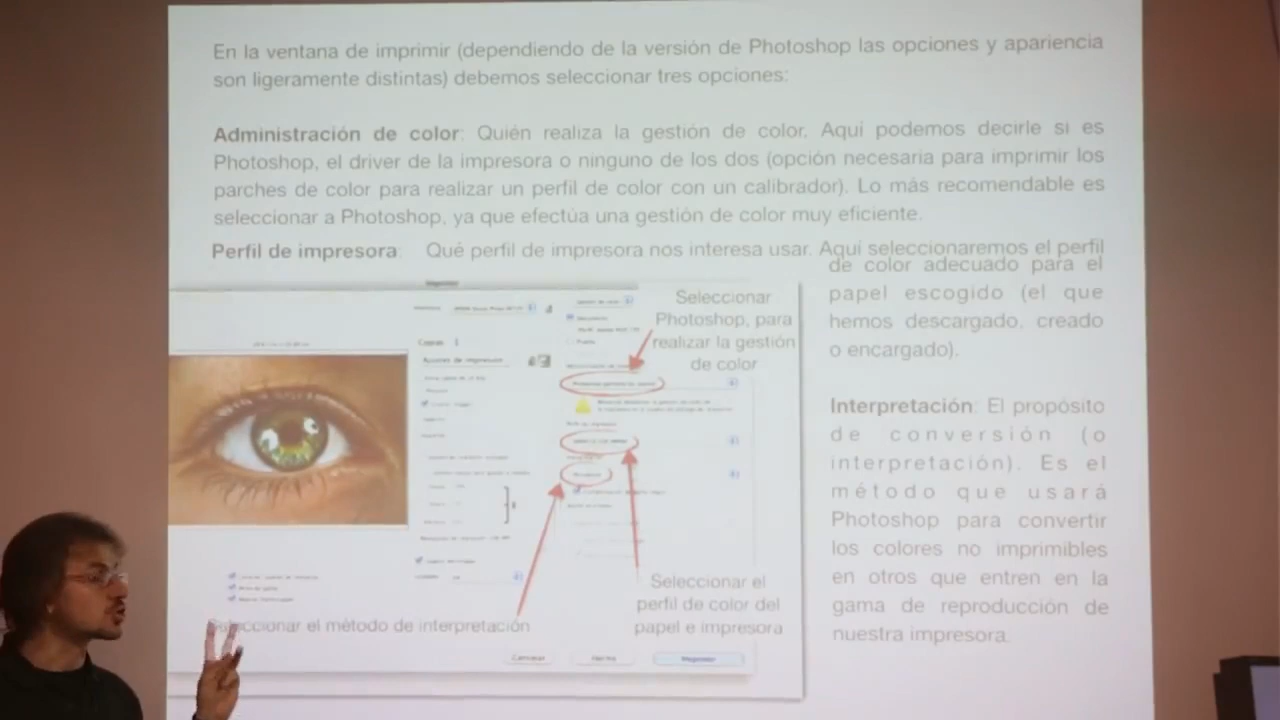 En la ventana de imprimir (dependiendo de la versión de Photoshop las opciones y apariencia
son ligeramente distintas) debemos seleccionar tres opciones:
Administración de color: Quién realiza la gestión de color. Aquí podemos decirle si es
Photoshop, el driver de la impresora o ninguno de los dos (opción necesaria para imprimir los
parches de color para realizar un perfil de color con un calibrador). Lo más recomendable es
seleccionar a Photoshop, ya que efectúa una gestión de color muy eficiente.
Perfil de impresora: Qué perfil de impresora nos interesa usar. Aquí seleccionaremos el perfil
de color adecuado para el
papel escogido (el que
hemos descargado, creado
o encargado).
Interpretación: El propósito
de conversión (o
interpretación). Es el
método que usará
Photoshop para convertir
los colores no imprimibles
en otros que entren en la
gama de reproducción de
nuestra impresora.
Seleccionar
Photoshop, para
realizar la gestión
de color
Copias: 1
Seleccionar el
perfil de color del
papel e impresora
Seleccionar el método de interpretación
Cancelar
Hecho
Imprimir